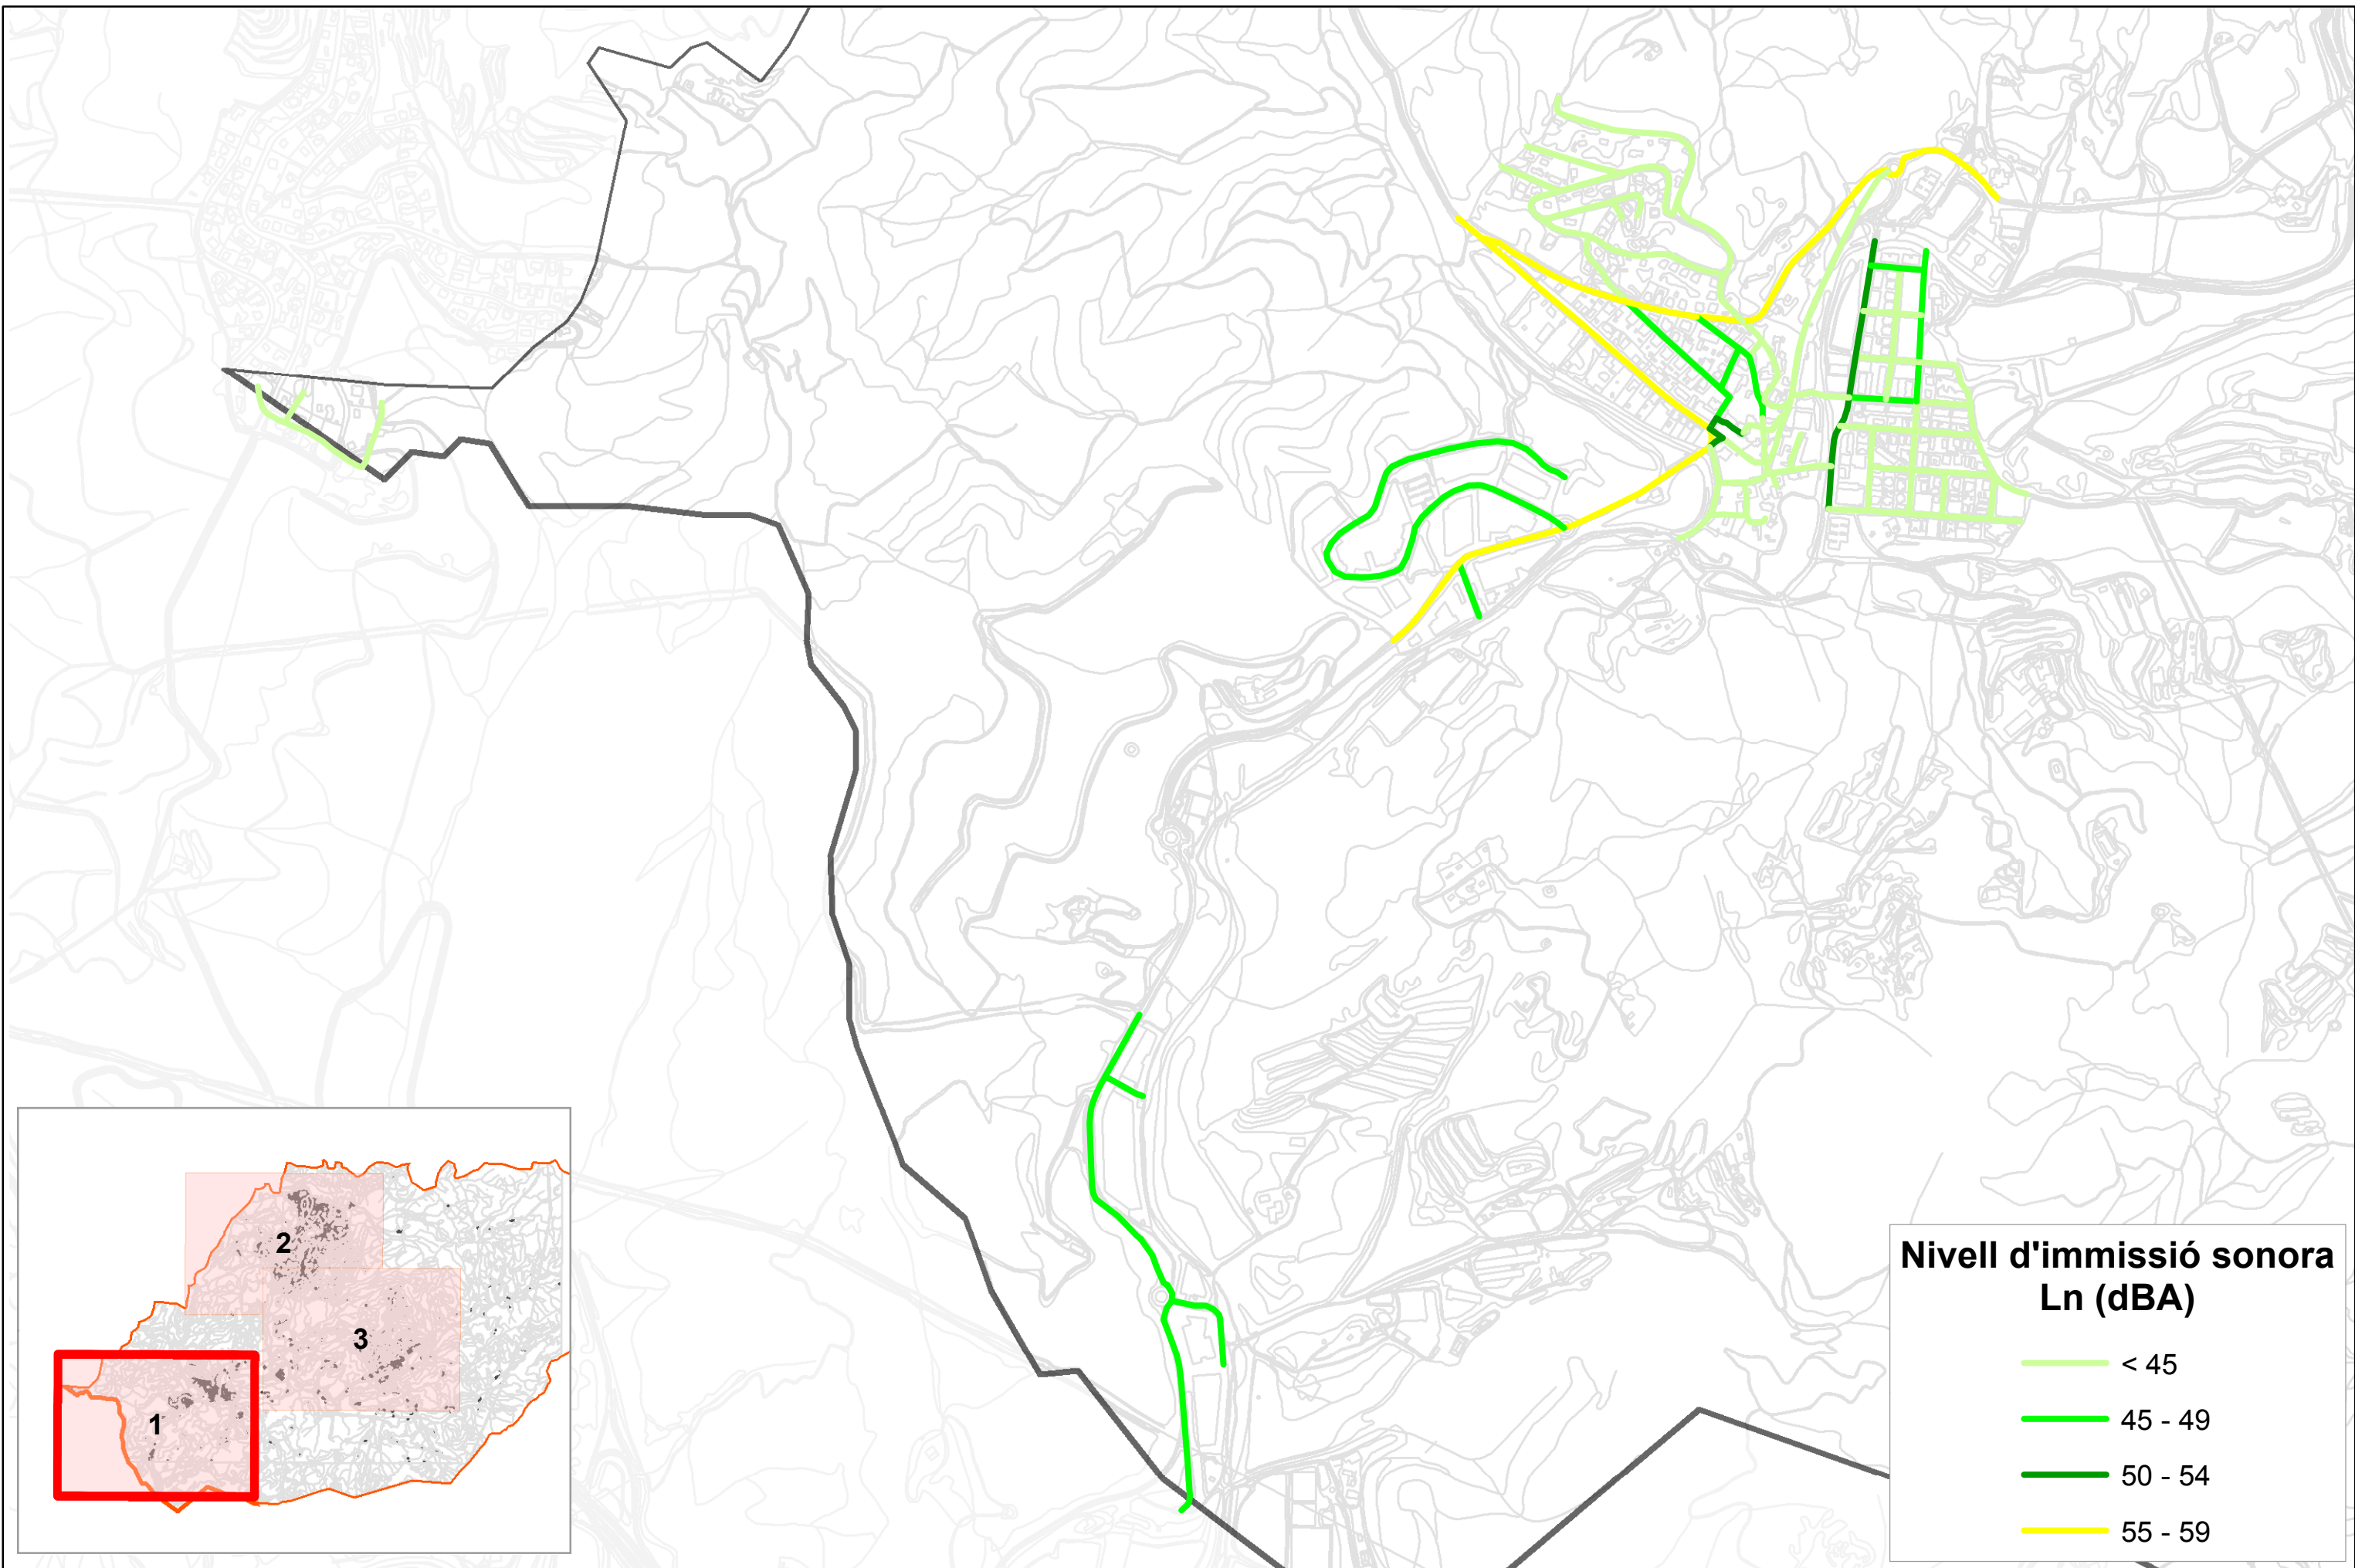 2
3
1
Nivell d'immissió sonora
Ln (dBA)
< 45
45 - 49
50 - 54
55 - 59